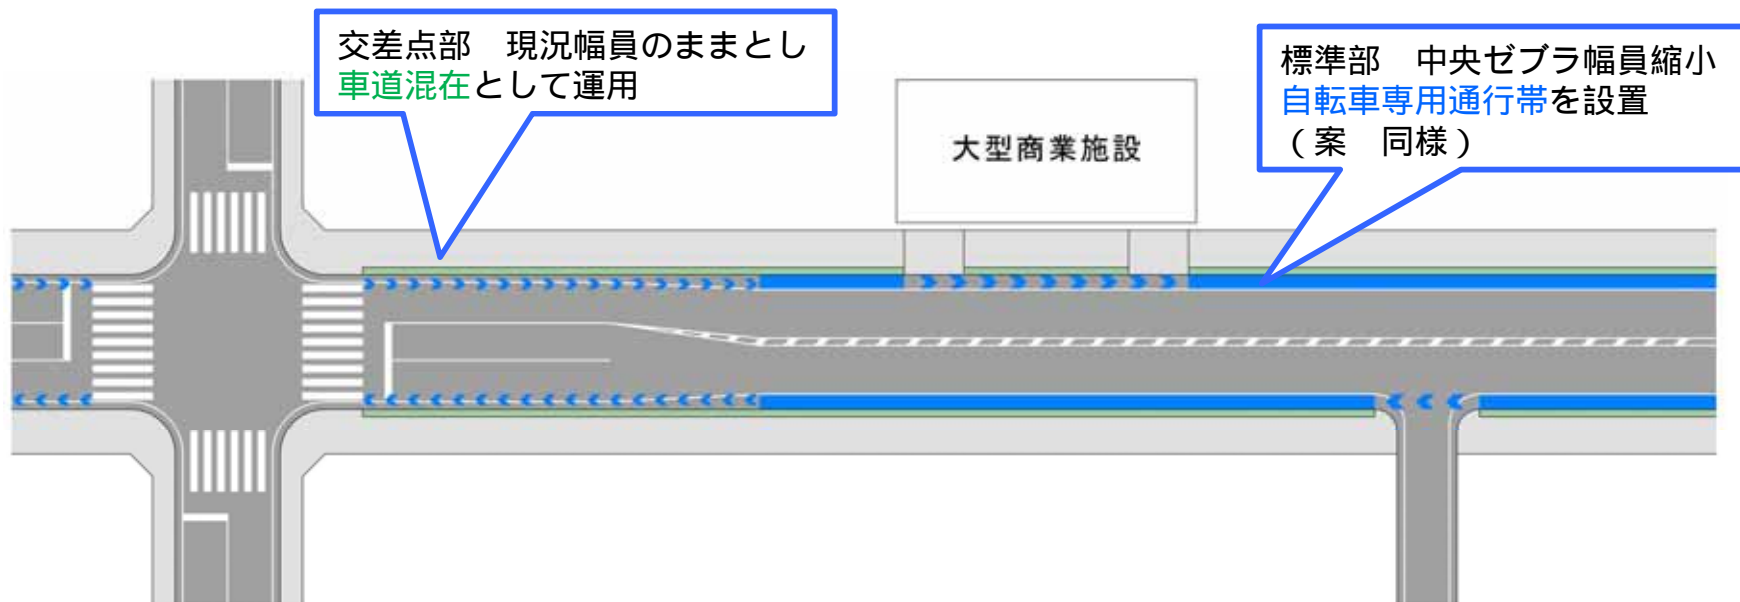 交差点部　現況幅員のままとし
車道混在として運用
標準部　中央ゼブラ幅員縮小
自転車専用通行帯を設置
（案　同様）
大型商業施設